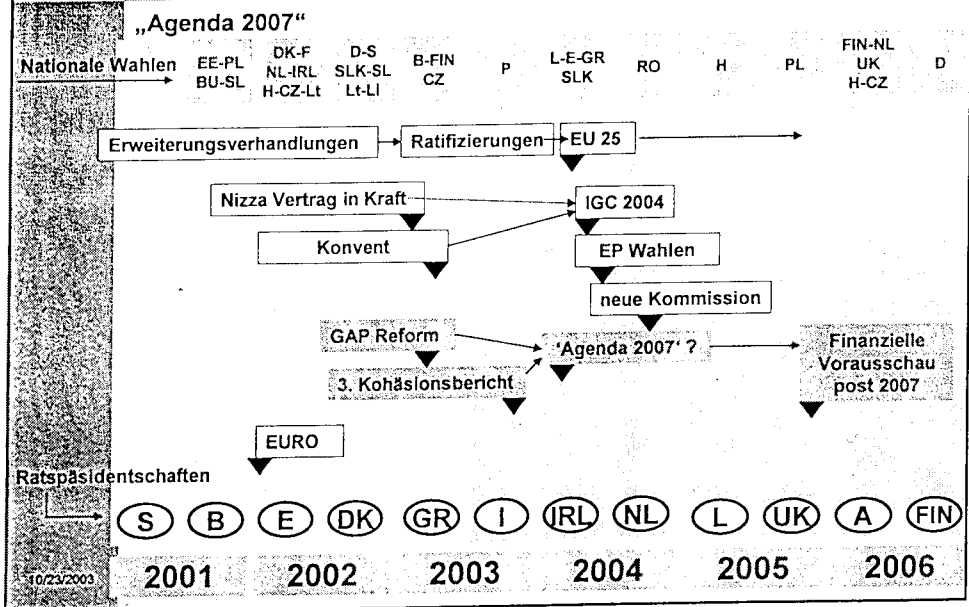 „Agenda 2007“
Nationale Wahlen
EE-PL
BU-SL
DK-F
NL-IRL
H-CZ-Lt
D-S
SLK-SL
Lt-LI
B-FIN
CZ
P
L-E-GR
SLK
RO
H
PL
FIN-NL
UK
H-CZ
D
Erweiterungsverhandlungen
Ratifizierungen
EU 25
Nizza Vertrag in Kraft
IGC 2004
Konvent
EP Wahlen
neue Kommission
GAP Reform
'Agenda 2007' ?
Finanzielle
Vorausschau
post 2007
3. Kohäsionsbericht
EURO
Ratspäsidentschaften
S B E DK GR I IRL NL L UK A FIN
10/23/2003 2001 2002 2003 2004 2005 2006